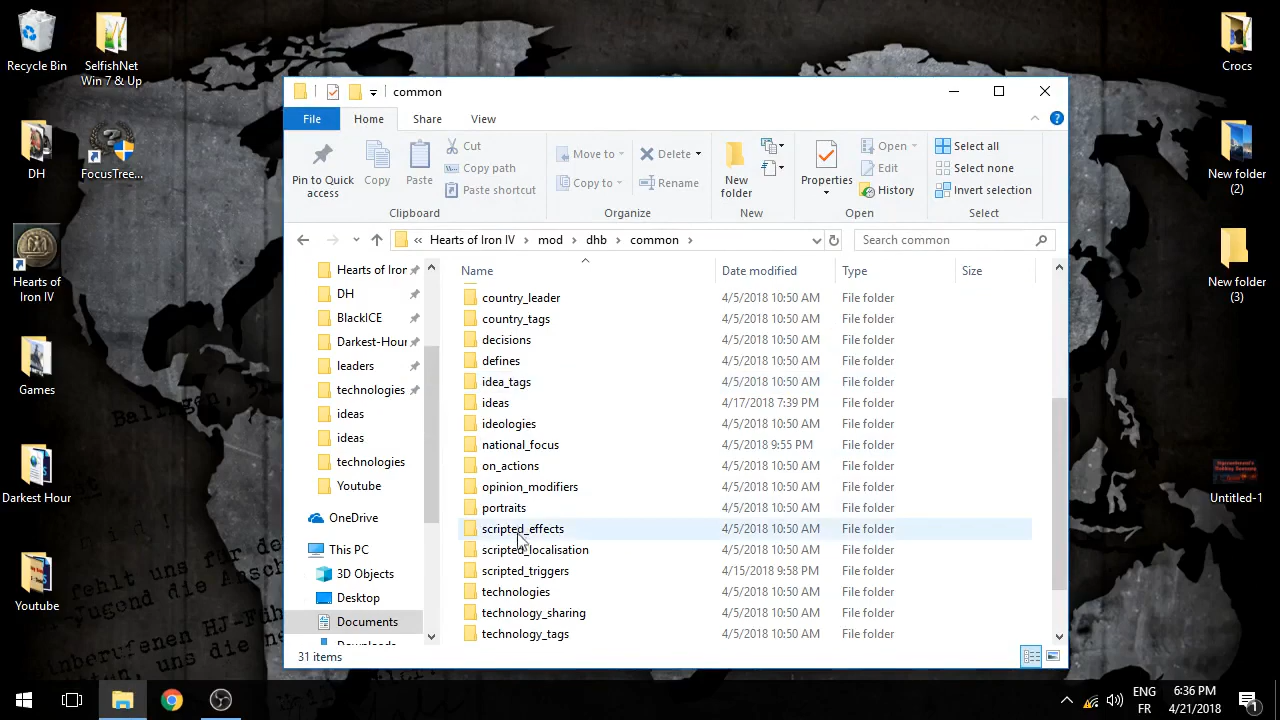 Recycle Bin
SelfishNet
Win 7 & Up
DH
FocusTree...
Hearts of
Iron IV
Games
Darkest Hour
Youtube
Crocs
New folder
(2)
New folder
(3)
Untitled-1
common
File
Home
Share
View
Pin to Quick
access
Copy
Paste
Cut
Copy path
Paste shortcut
Clipboard
Move to
Copy to
Delete
Rename
Organize
New
folder
New
Properties
Open
Edit
History
Open
Select all
Select none
Invert selection
Select
« Hearts of Iron IV › mod › dhb › common ›
Search common
Hearts of Iror
DH
BlackICE
Darkest-Hour
leaders
technologies
ideas
ideas
technologies
Youtube
OneDrive
This PC
3D Objects
Desktop
Documents
Name Date modified Type Size
country_leader 4/5/2018 10:50 AM File folder
country_tags 4/5/2018 10:50 AM File folder
decisions 4/5/2018 10:50 AM File folder
defines 4/5/2018 10:50 AM File folder
idea_tags 4/5/2018 10:50 AM File folder
ideas 4/17/2018 7:39 PM File folder
ideologies 4/5/2018 10:50 AM File folder
national_focus 4/5/2018 9:55 PM File folder
on_actions 4/5/2018 10:50 AM File folder
opinion_modifiers 4/5/2018 10:50 AM File folder
portraits 4/5/2018 10:50 AM File folder
scripted_effects 4/5/2018 10:50 AM File folder
scripted_localisation 4/5/2018 10:50 AM File folder
scripted_triggers 4/15/2018 9:58 PM File folder
technologies 4/5/2018 10:50 AM File folder
technology_sharing 4/5/2018 10:50 AM File folder
technology_tags 4/5/2018 10:50 AM File folder
31 items
ENG
FR
6:36 PM
4/21/2018
1